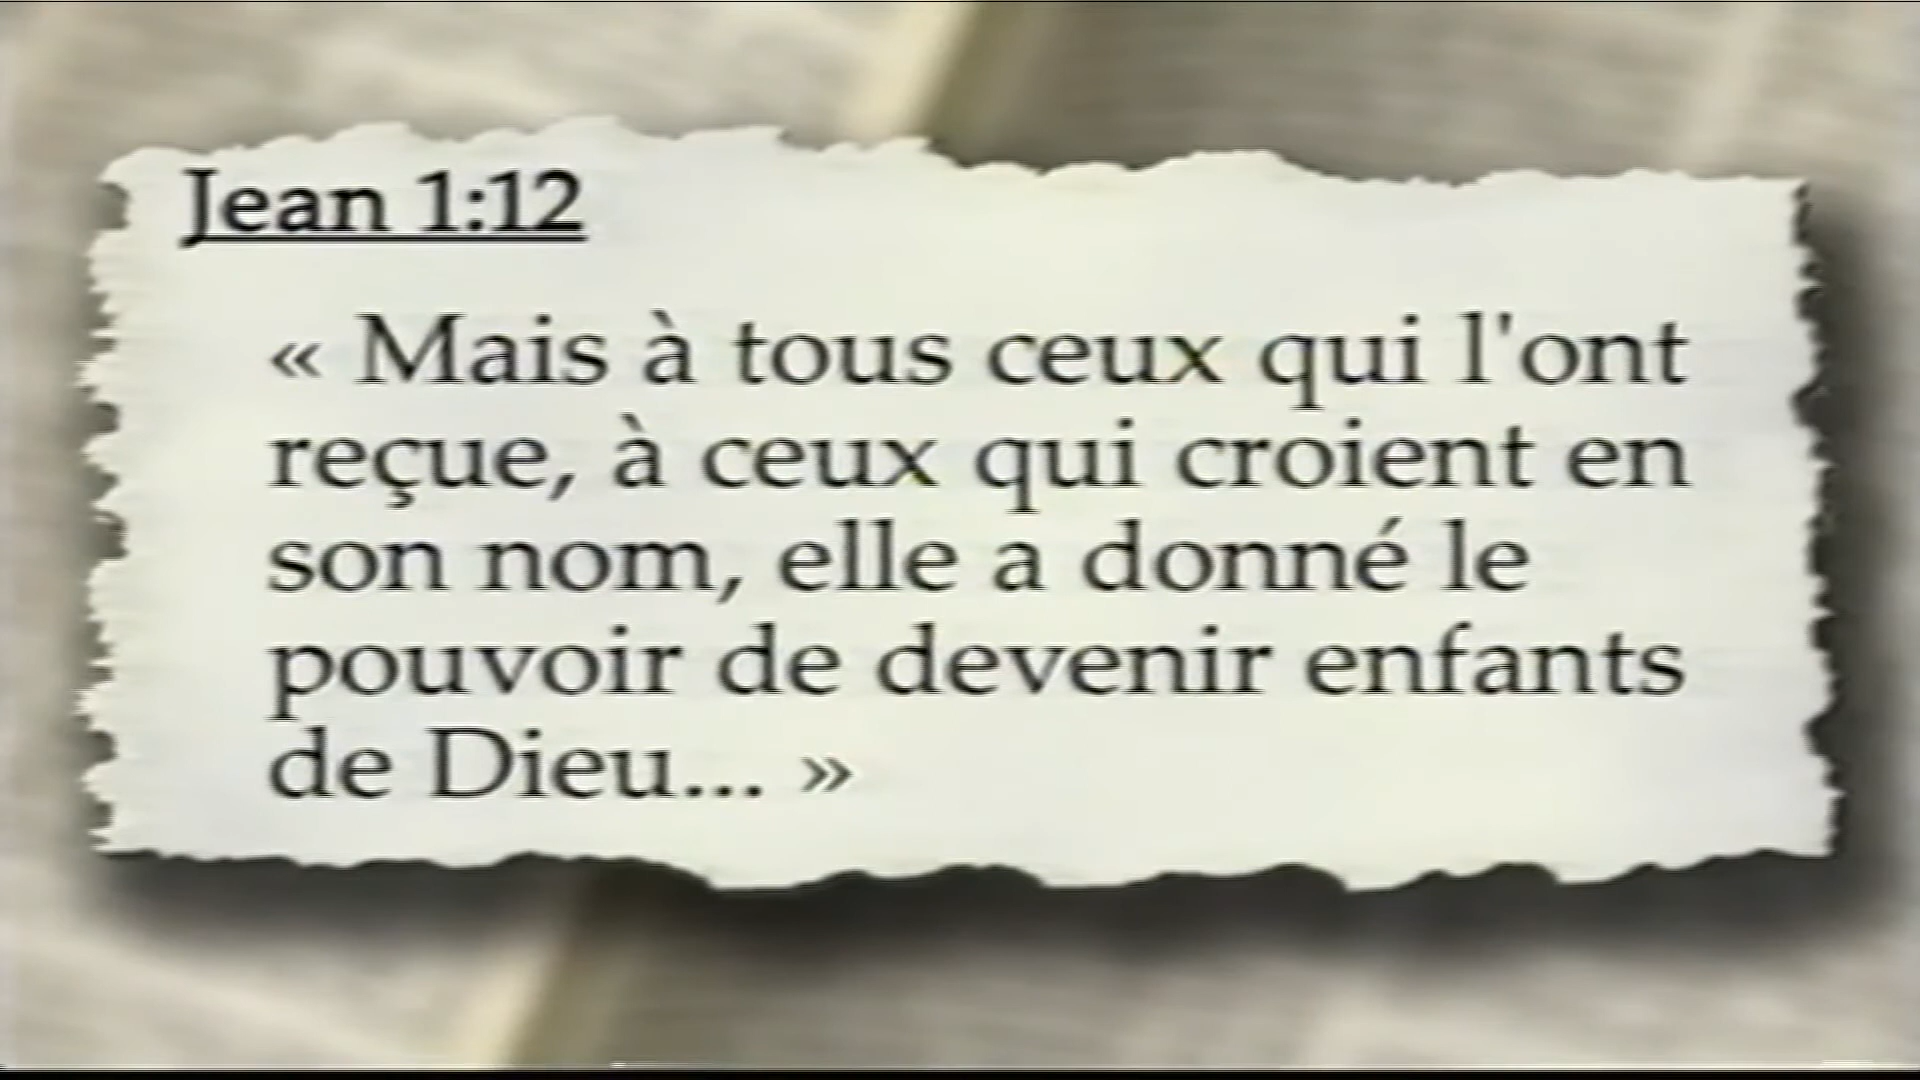 Jean 1:12
« Mais à tous ceux qui l'ont
reçue, à ceux qui croient en
son nom, elle a donné le
pouvoir de devenir enfants
de Dieu... »